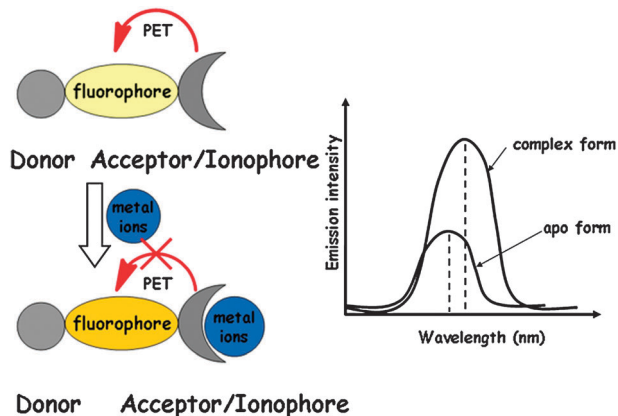 PET
fluorophore
Donor Acceptor/Ionophore
metal
ions
PET
fluorophore
metal
ions
Donor Acceptor/Ionophore
Emission intensity
complex form
apo form
Wavelength (nm)